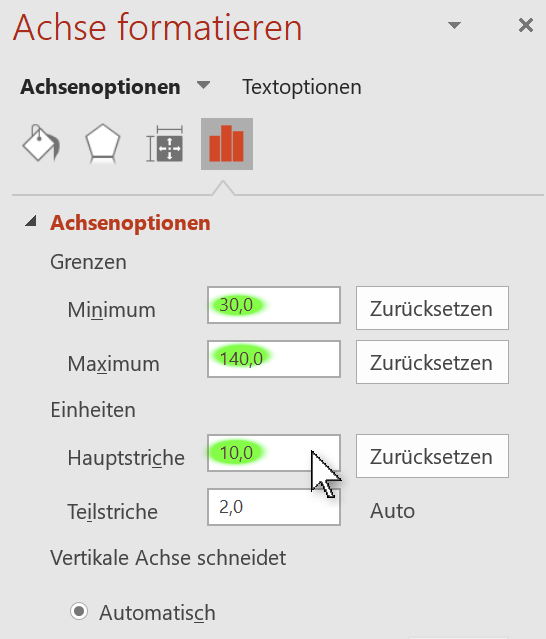 Achse formatieren
Achsenoptionen Textoptionen
Achsenoptionen
Grenzen
Minimum 30,0 Zurücksetzen
Maximum 140,0 Zurücksetzen
Einheiten
Hauptstriche 10,0 Zurücksetzen
Teilstriche 2,0 Auto
Vertikale Achse schneidet
Automatisch